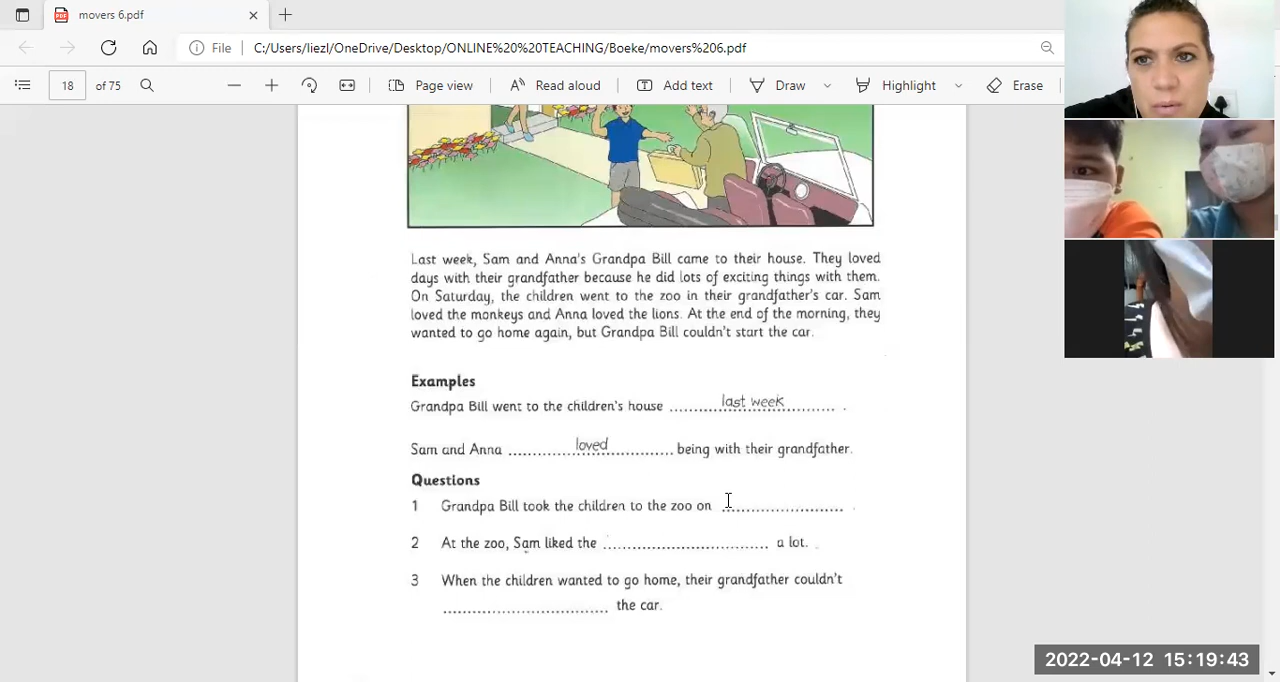 movers 6.pdf
File C:/Users/liezl/OneDrive/Desktop/ONLINE%20%20TEACHING/Boeke/movers%206.pdf
18 of 75 Page view Read aloud Add text Draw Highlight Erase
Last week, Sam and Anna's Grandpa Bill came to their house. They loved
days with their grandfather because he did lots of exciting things with them.
On Saturday, the children went to the zoo in their grandfather's car. Sam
loved the monkeys and Anna loved the lions. At the end of the morning, they
wanted to go home again, but Grandpa Bill couldn't start the car.
Examples
Grandpa Bill went to the children's house last week .
Sam and Anna loved being with their grandfather.
Questions
1 Grandpa Bill took the children to the zoo on .................... .
2 At the zoo, Sam liked the .................... a lot.
3 When the children wanted to go home, their grandfather couldn't
.................... the car.
2022-04-12 15:19:43